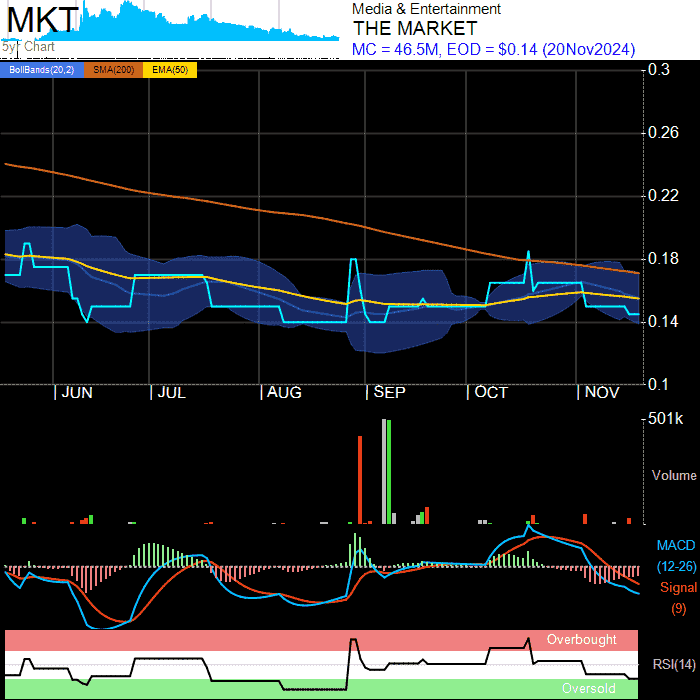 MKT
5yr Chart
Media & Entertainment
THE MARKET
MC = 46.5M, EOD = $0.14 (20Nov2024)
BollBands(20,2) SMA(200) EMA(50)
0.3
0.26
0.22
0.18
0.14
0.1
JUN JUL AUG SEP OCT NOV
501k
Volume
MACD
(12-26)
Signal
(9)
Overbought
RSI(14)
Oversold